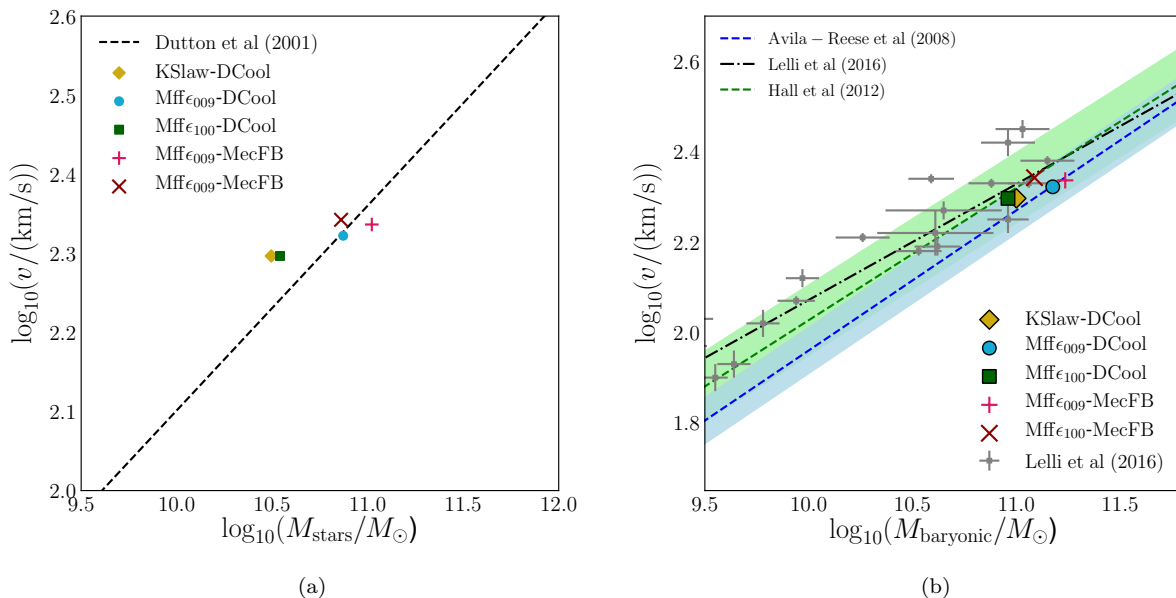 2.6
2.5
2.4
2.3
2.2
2.1
2.0
9.5 10.0 10.5 11.0 11.5 12.0
log₁₀(v/(km/s))
log₁₀(M_stars/M⊙)
Dutton et al (2001)
KSlaw-DCool
Mffϵ₀₀₉-DCool
Mffϵ₁₀₀-DCool
Mffϵ₀₀₉-MecFB
Mffϵ₀₀₉-MecFB
(a)
2.6
2.4
2.2
2.0
1.8
9.5 10.0 10.5 11.0 11.5
log₁₀(v/(km/s))
log₁₀(M_baryonic/M⊙)
Avila − Reese et al (2008)
Lelli et al (2016)
Hall et al (2012)
KSlaw-DCool
Mffϵ₀₀₉-DCool
Mffϵ₁₀₀-DCool
Mffϵ₀₀₉-MecFB
Mffϵ₁₀₀-MecFB
Lelli et al (2016)
(b)